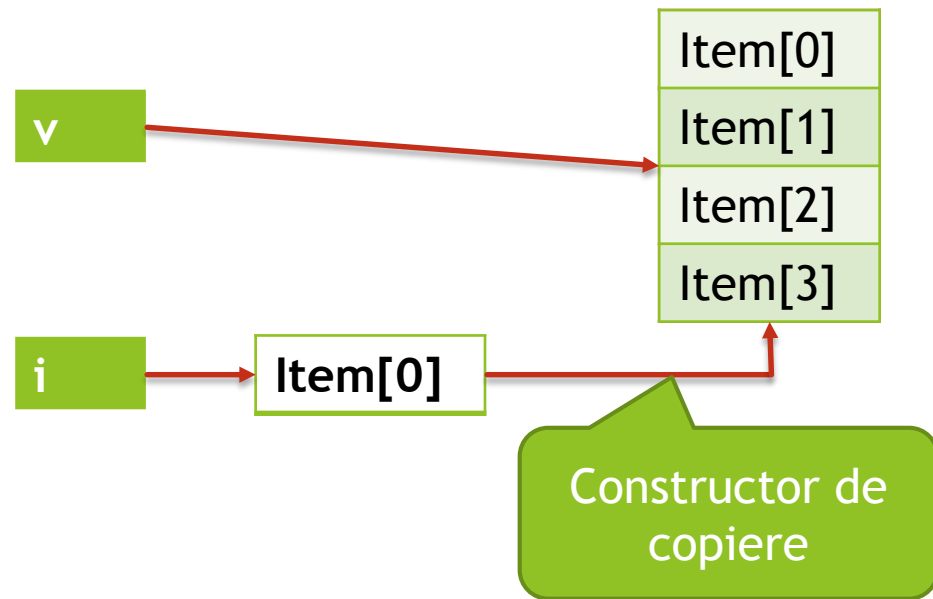 Item[0]
v
Item[1]
Item[2]
Item[3]
i
Item[0]
Constructor de
copiere